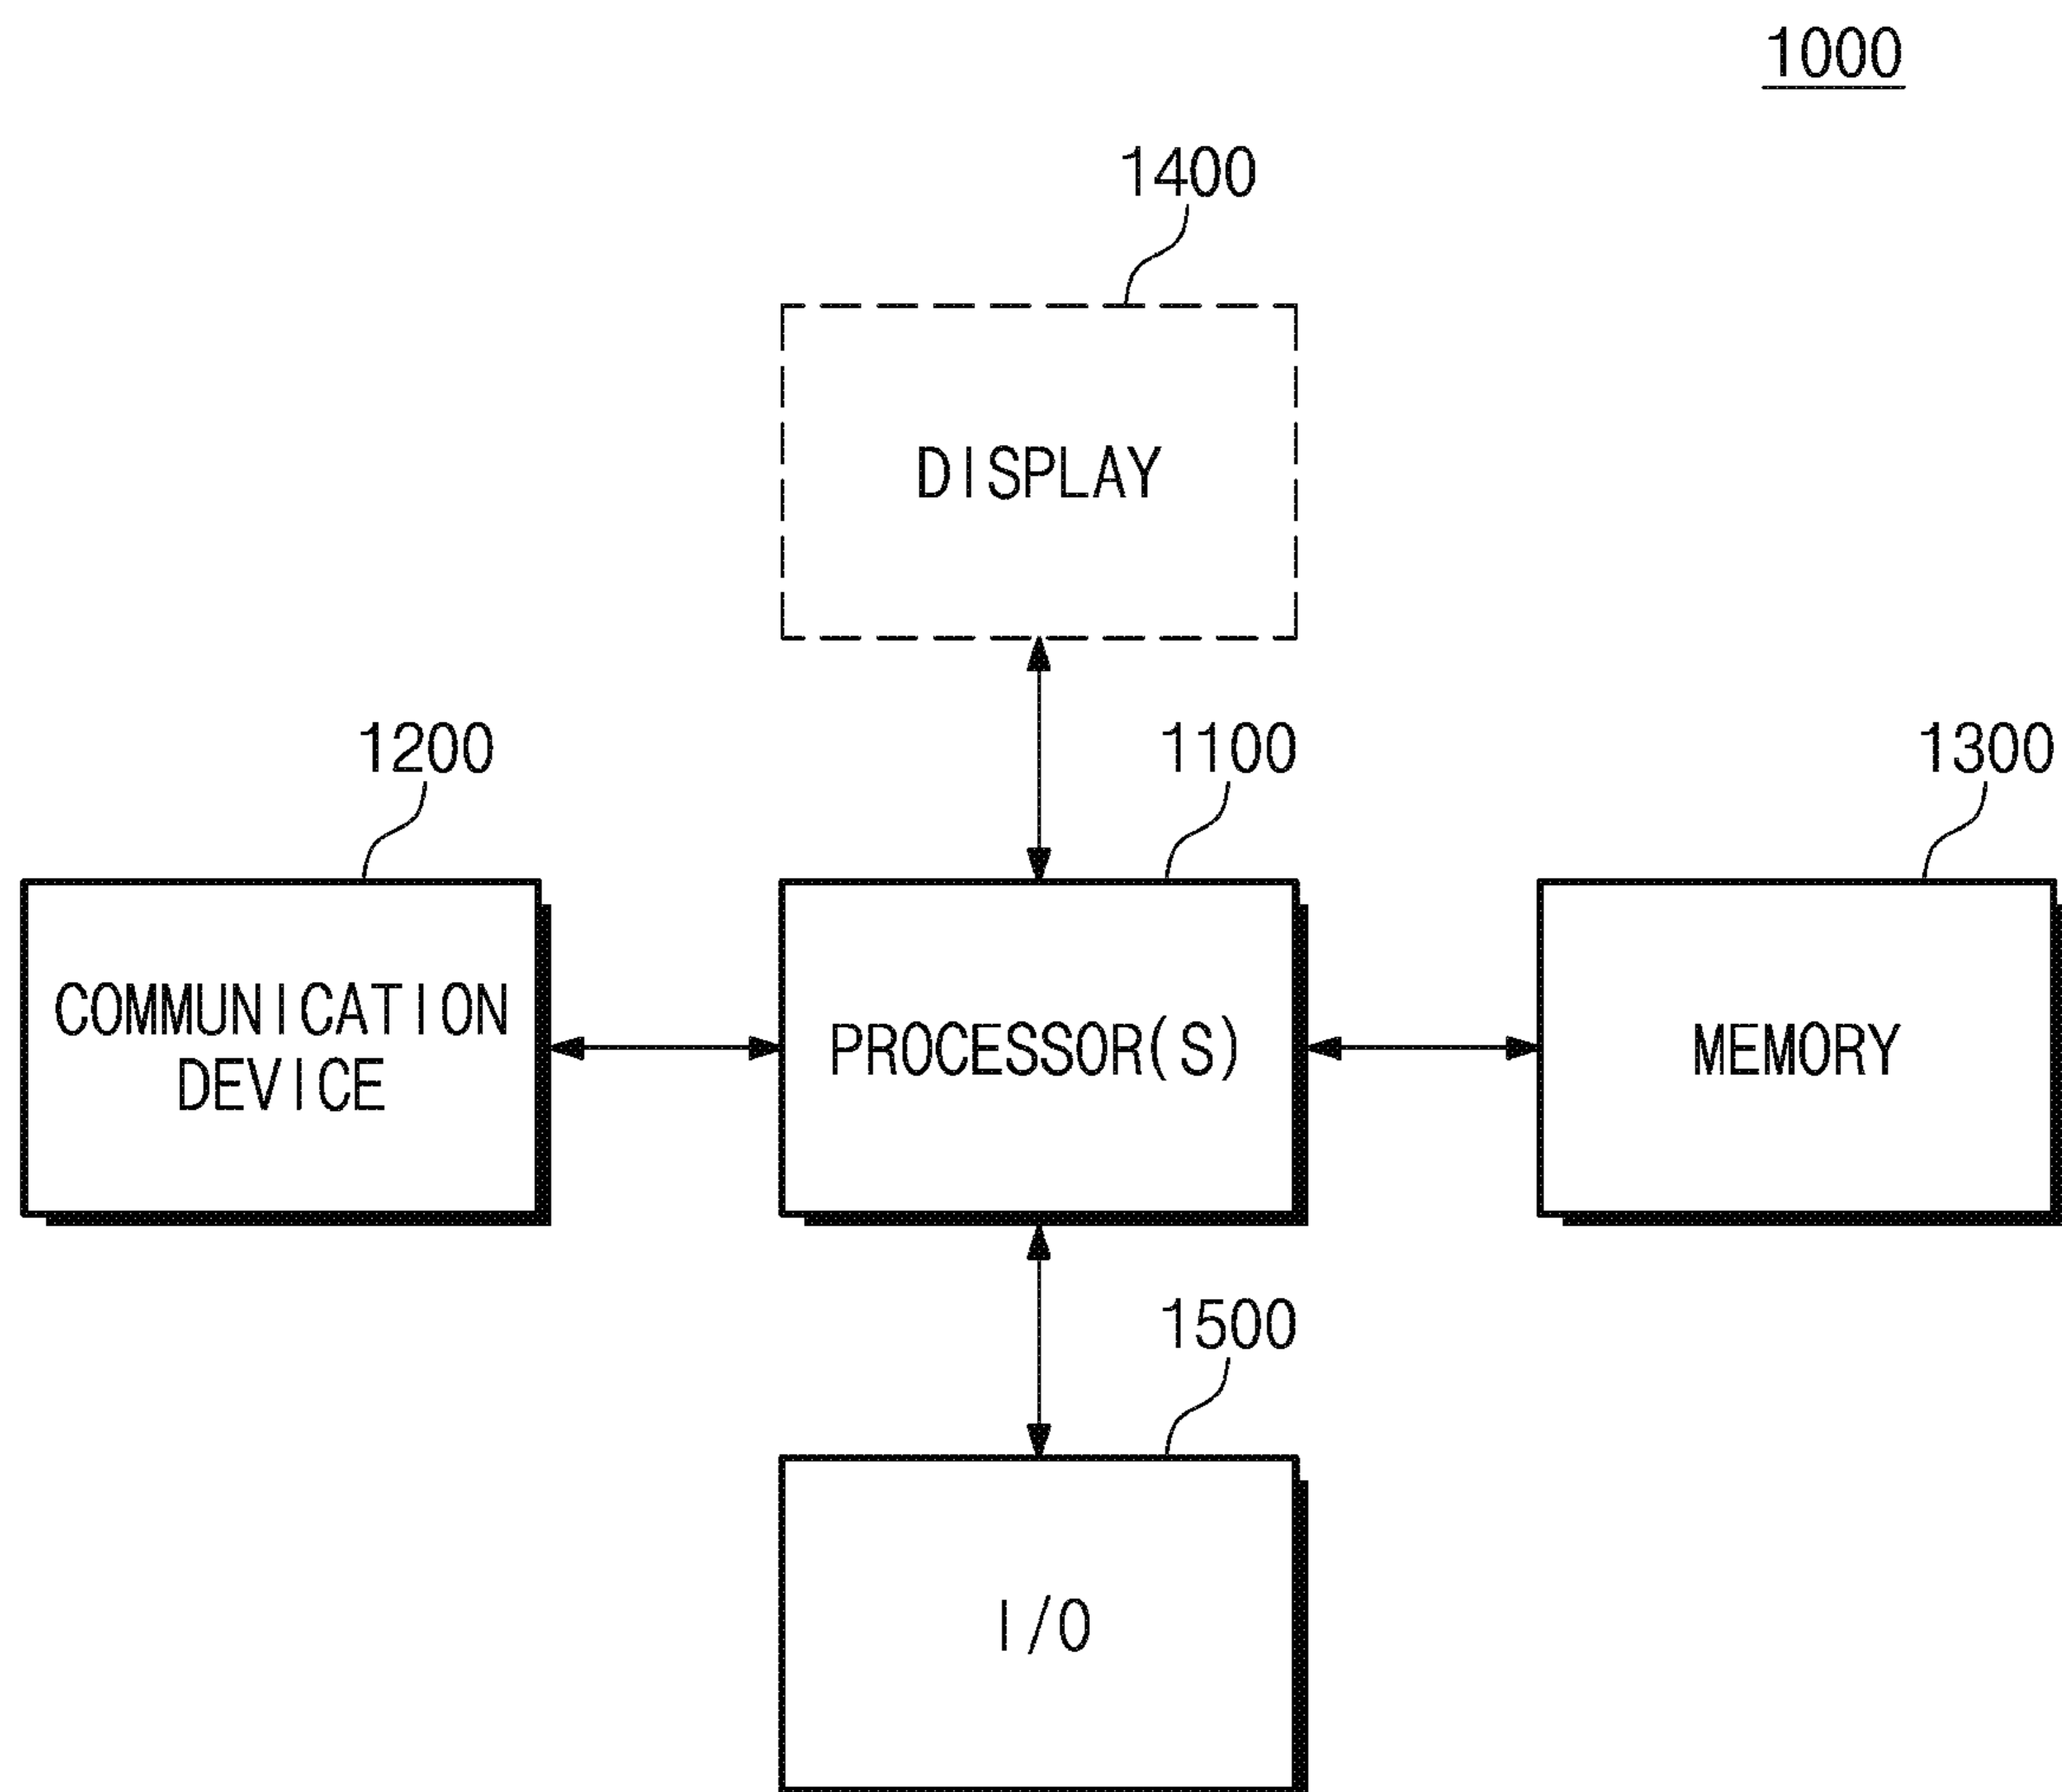 1000
1400
DISPLAY
1200
1100
1300
COMMUNICATION
DEVICE
PROCESSOR(S)
MEMORY
1500
I/O